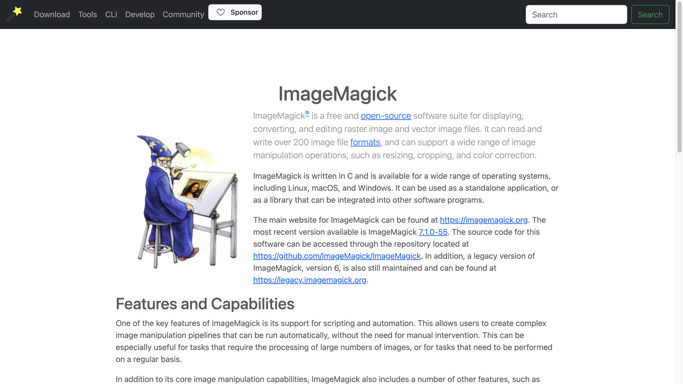 Download Tools CLI Develop Community Sponsor Search Search
ImageMagick
ImageMagick® is a free and open-source software suite for displaying,
converting, and editing raster image and vector image files. It can read and
write over 200 image file formats, and can support a wide range of image
manipulation operations, such as resizing, cropping, and color correction.
ImageMagick is written in C and is available for a wide range of operating systems,
including Linux, macOS, and Windows. It can be used as a standalone application, or
as a library that can be integrated into other software programs.
The main website for ImageMagick can be found at https://imagemagick.org. The
most recent version available is ImageMagick 7.1.0-55. The source code for this
software can be accessed through the repository located at
https://github.com/ImageMagick/ImageMagick. In addition, a legacy version of
ImageMagick, version 6, is also still maintained and can be found at
https://legacy.imagemagick.org.
Features and Capabilities
One of the key features of ImageMagick is its support for scripting and automation. This allows users to create complex
image manipulation pipelines that can be run automatically, without the need for manual intervention. This can be
especially useful for tasks that require the processing of large numbers of images, or for tasks that need to be performed
on a regular basis.
In addition to its core image manipulation capabilities, ImageMagick also includes a number of other features, such as